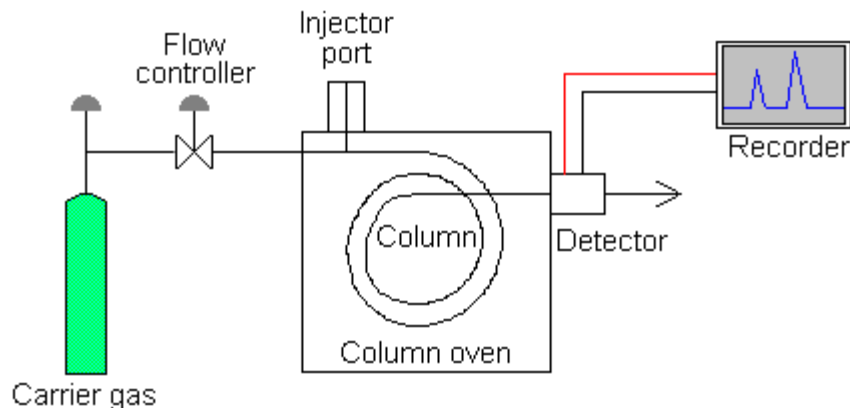 Injector
port
Flow
controller
Recorder
Column
Detector
Column oven
Carrier gas